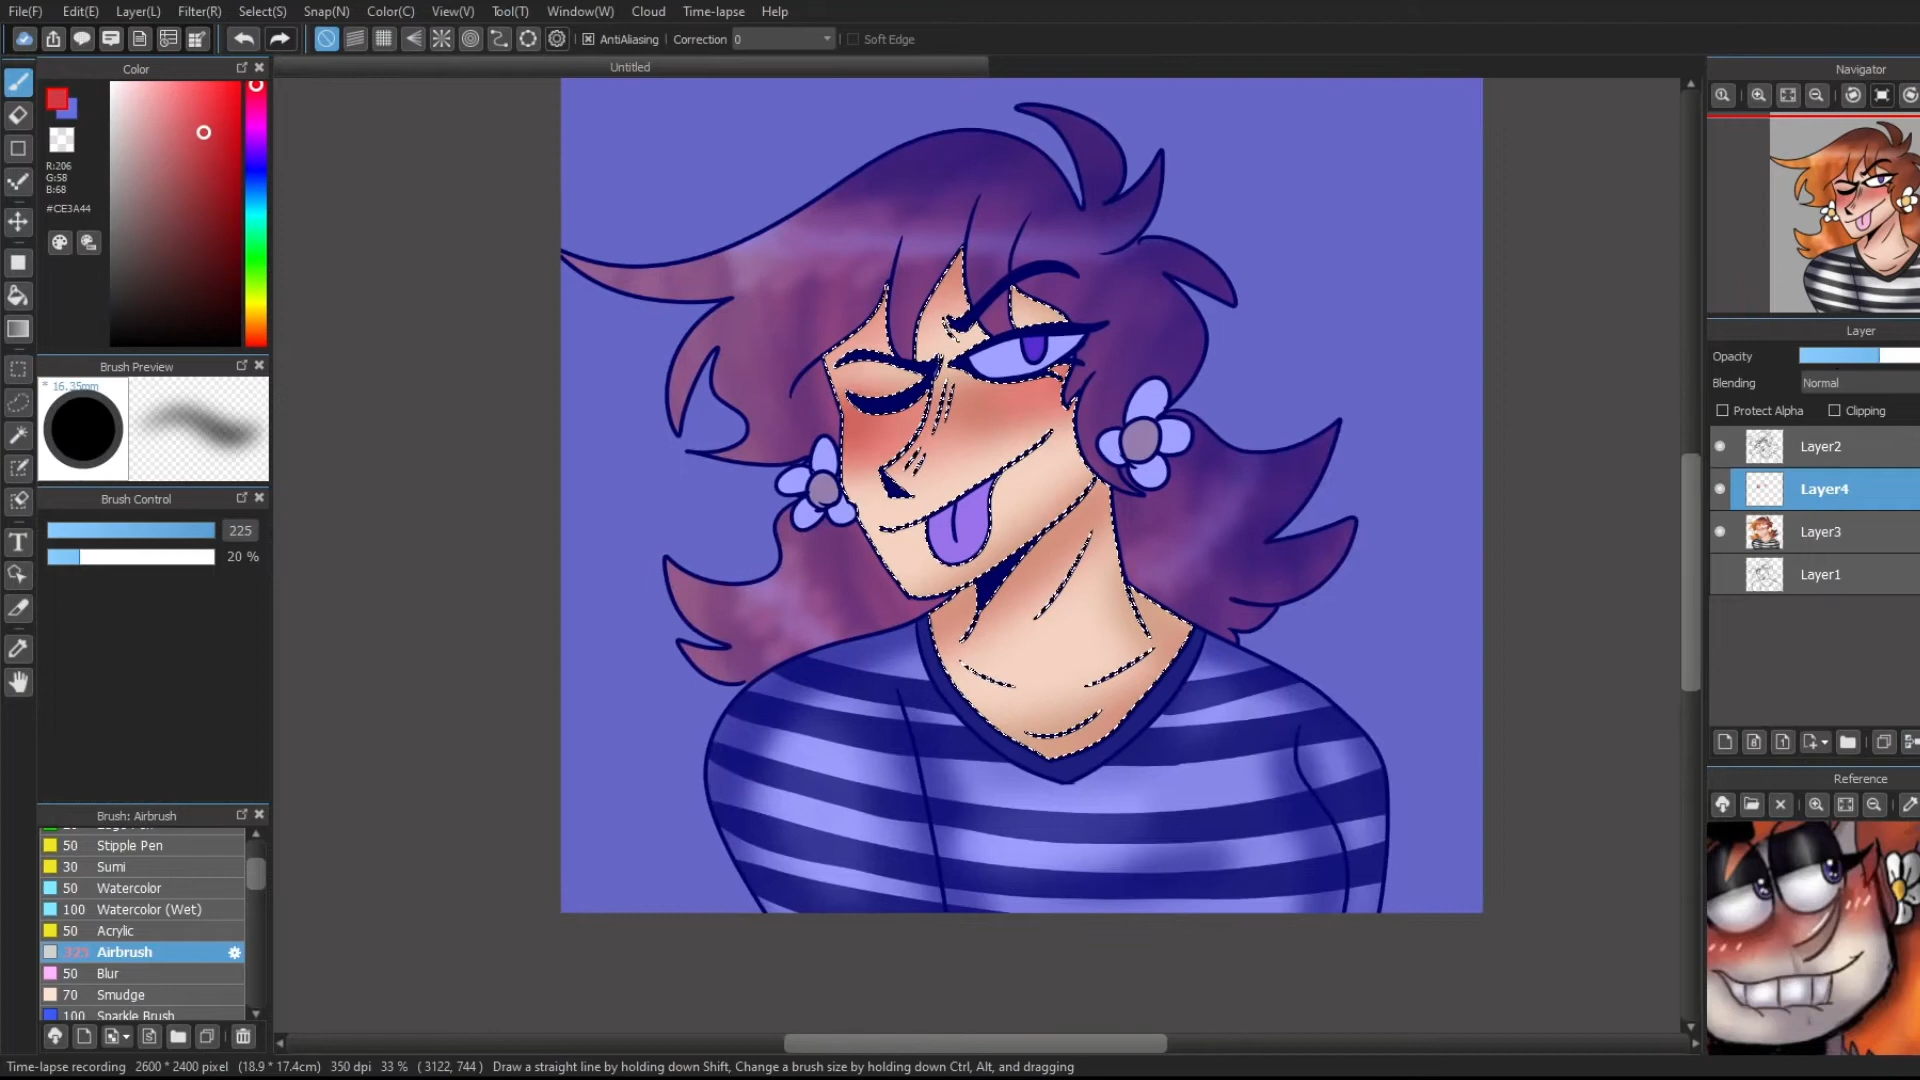 File(F) Edit(E) Layer(L) Filter(R) Select(S) Snap(N) Color(C) View(V) Tool(T) Window(W) Cloud Time-lapse Help
AntiAliasing Correction 0 Soft Edge
Color
Untitled
Navigator
R:206
G:58
B:68
#CE3A44
Layer
Opacity
Brush Preview
Blending Normal
* 16.35mm
Protect Alpha Clipping
Layer2
Layer4
Brush Control
225
Layer3
20 %
Layer1
T
Reference
Brush: Airbrush
50 Stipple Pen
30 Sumi
50 Watercolor
100 Watercolor (Wet)
50 Acrylic
329 Airbrush
50 Blur
70 Smudge
100 Sparkle Brush
Time-lapse recording 2600 * 2400 pixel (18.9 * 17.4cm) 350 dpi 33 % ( 3122, 744 ) Draw a straight line by holding down Shift, Change a brush size by holding down Ctrl, Alt, and dragging